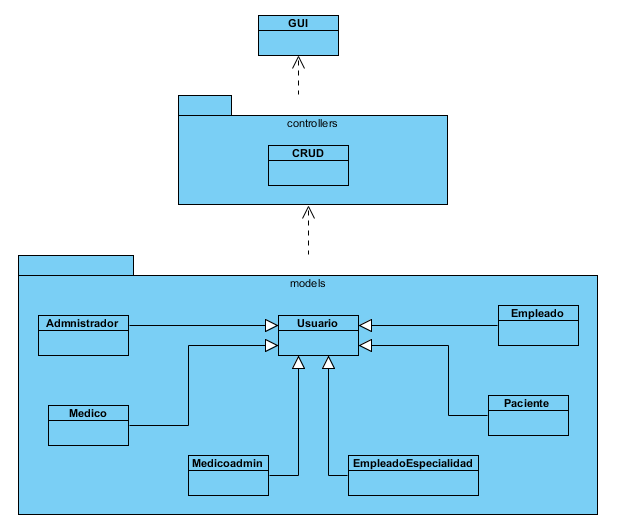 GUI
controllers
CRUD
models
Admnistrador
Usuario
Empleado
Medico
Paciente
Medicoadmin
EmpleadoEspecialidad